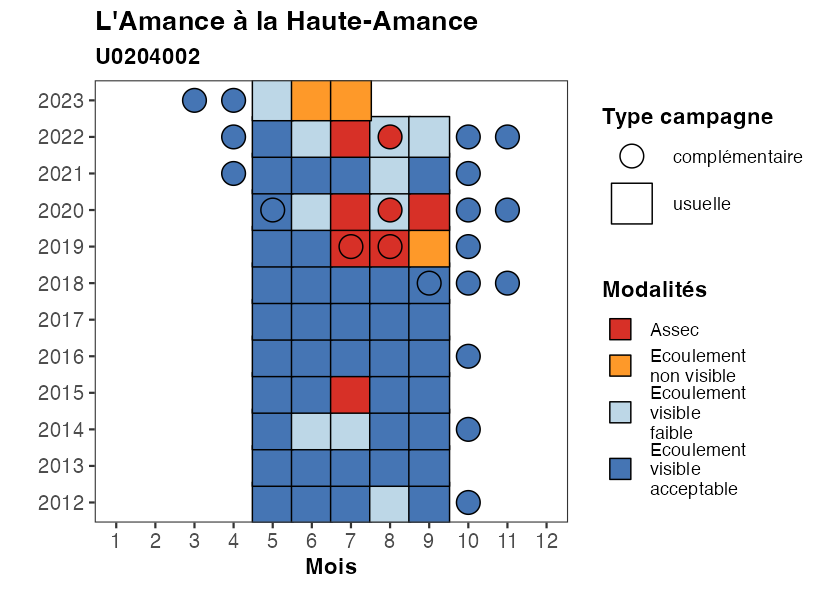 L'Amance à la Haute-Amance
U0204002
2023
2022
2021
2020
2019
2018
2017
2016
2015
2014
2013
2012
1 2 3 4 5 6 7 8 9 10 11 12
Mois
Type campagne
complémentaire
usuelle
Modalités
Assec
Ecoulement
non visible
Ecoulement
visible
faible
Ecoulement
visible
acceptable